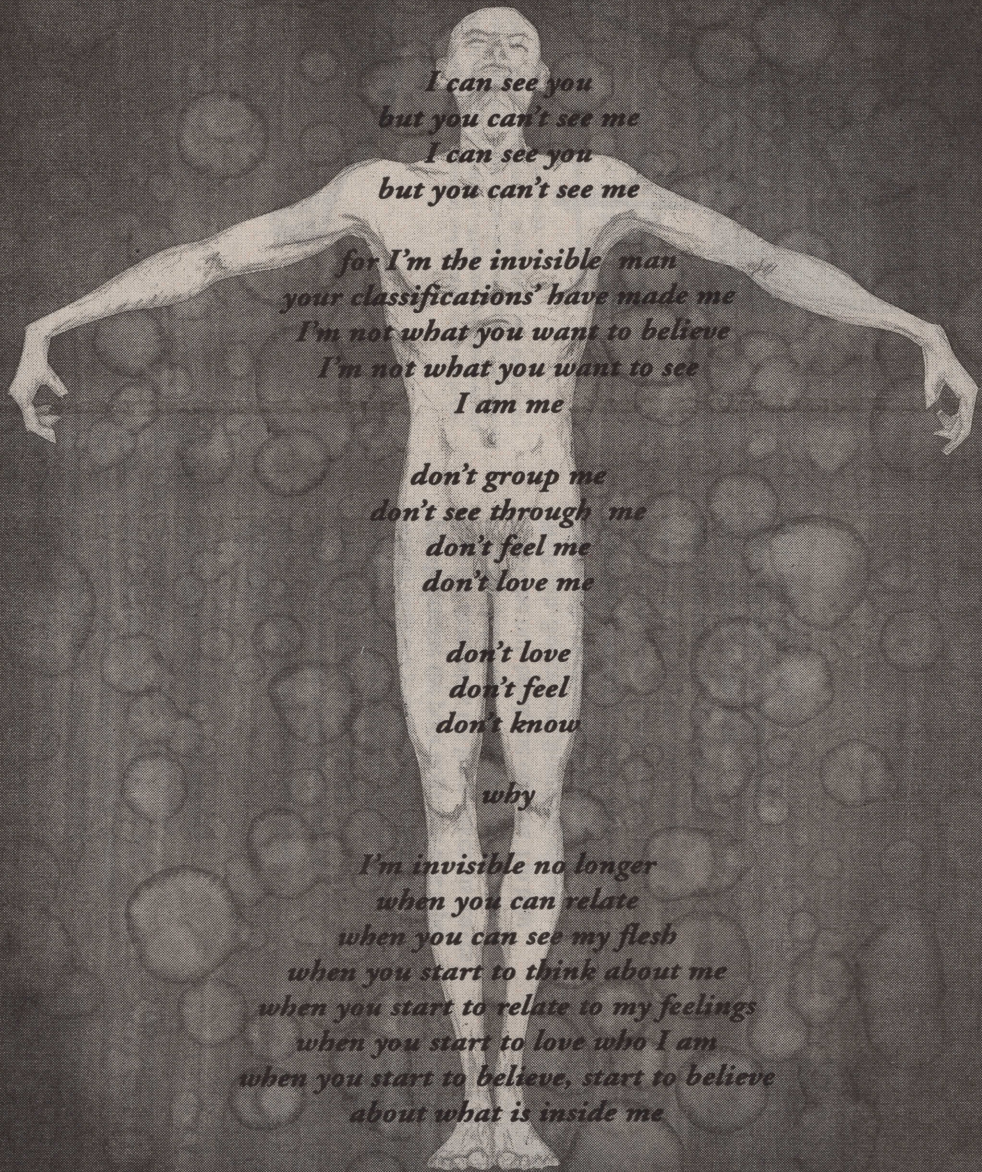 I can see you
but you can't see me
I can see you
but you can't see me
for I'm the invisible man
your classifications' have made me
I'm not what you want to believe
I'm not what you want to see
I am me
don't group me
don't see through me
don't feel me
don't love me
don't love
don't feel
don't know
why
I'm invisible no longer
when you can relate
when you can see my flesh
when you start to think about me
when you start to relate to my feelings
when you start to love who I am
when you start to believe, start to believe
about what is inside me